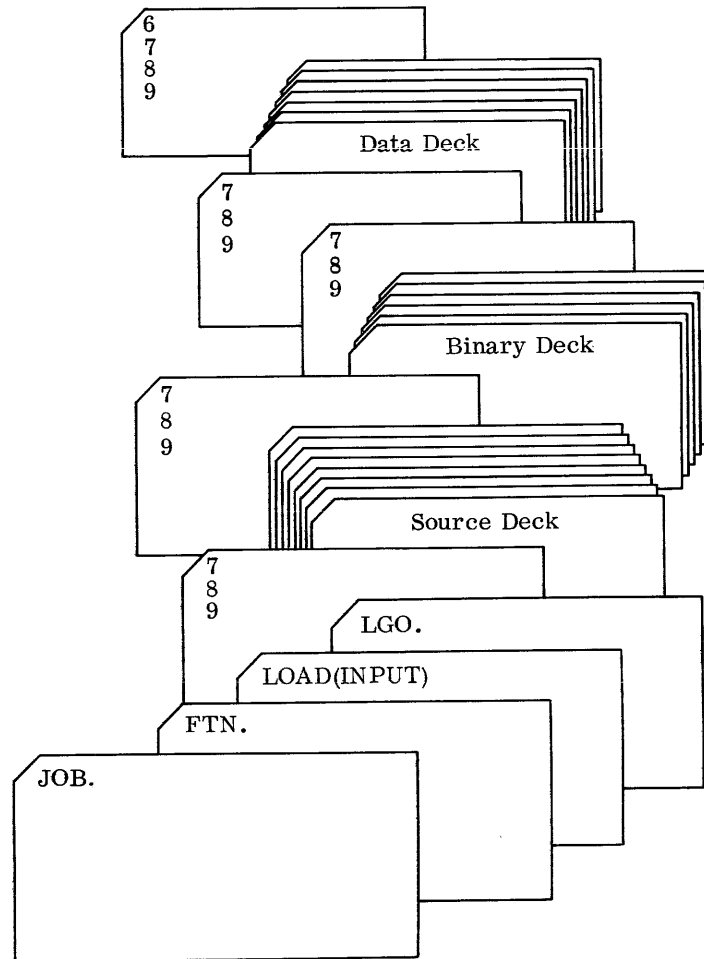 6
7
8
9
Data Deck
7
8
9
7
8
9
Binary Deck
7
8
9
Source Deck
7
8
9
LGO.
LOAD(INPUT)
FTN.
JOB.